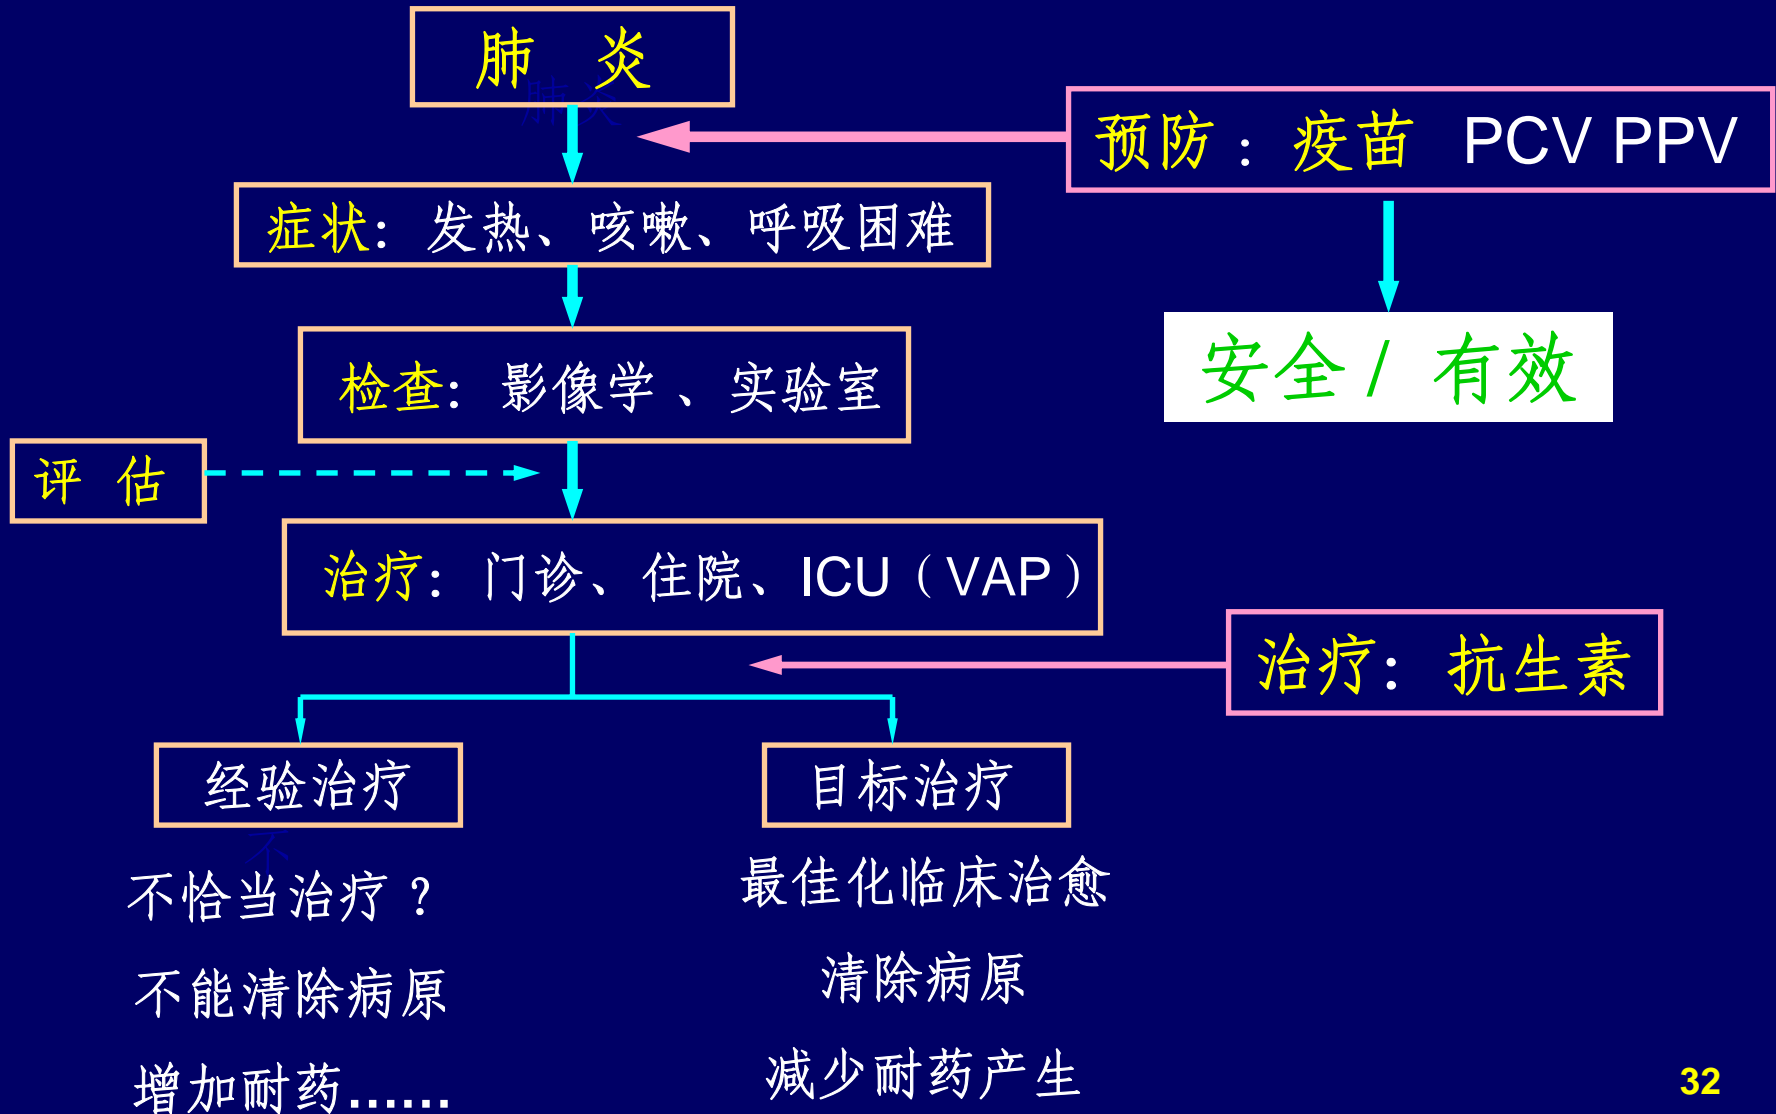 肺 炎
预防：疫苗 PCV PPV
症状：发热、咳嗽、呼吸困难
安全 / 有效
检查：影像学、实验室
评 估
治疗：门诊、住院、ICU（VAP）
治疗：抗生素
经验治疗
目标治疗
不恰当治疗？
最佳化临床治愈
不能清除病原
清除病原
增加耐药……
减少耐药产生
32